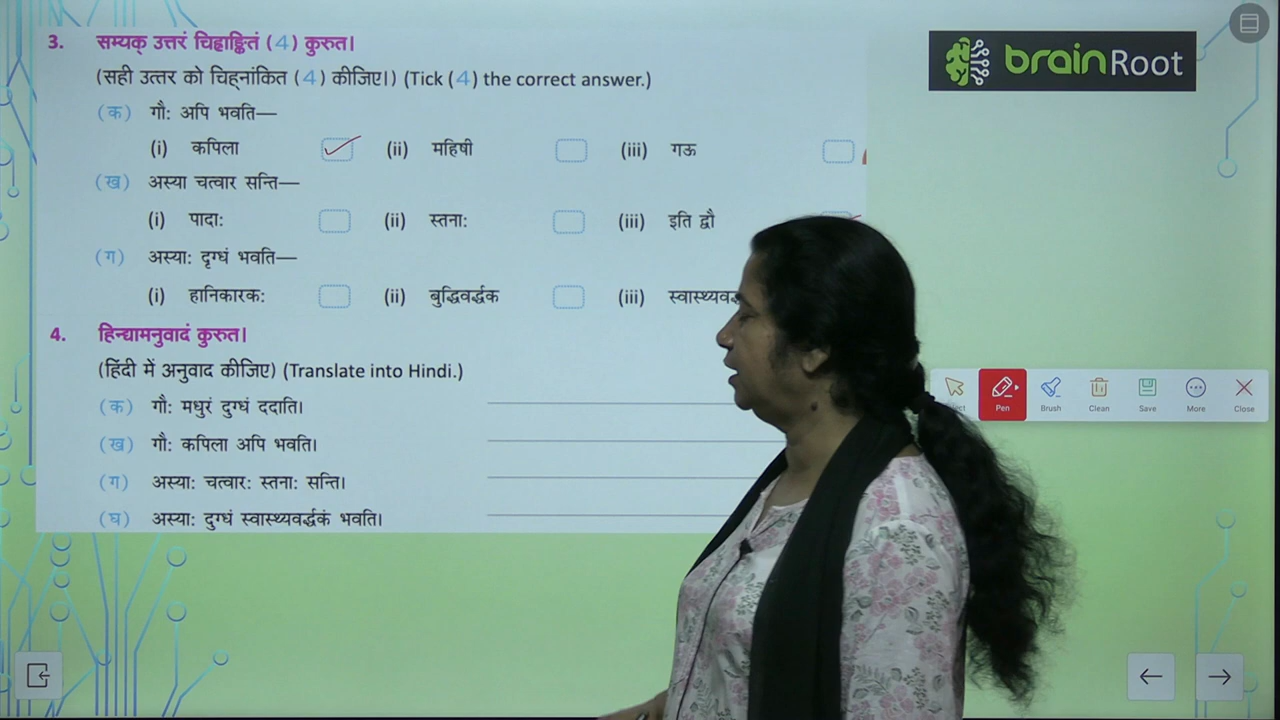 3. सम्यक् उत्तरं चिह्नाङ्कितं (4) कुरुत।
(सही उत्तर को चिह्नांकित (4) कीजिए।) (Tick (4) the correct answer.)
(क) गौः अपि भवति—
(i) कपिला (ii) महिषी (iii) गऊ
(ख) अस्या चत्वार सन्ति—
(i) पादाः (ii) स्तनाः (iii) इति द्वौ
(ग) अस्याः दृग्धं भवति—
(i) हानिकारकः (ii) बुद्धिवर्द्धक (iii)
4. हिन्द्यामनुवादं कुरुत।
(हिंदी में अनुवाद कीजिए) (Translate into Hindi.)
(क) गौः मधुरं दुग्धं ददाति।
(ख) गौः कपिला अपि भवति।
(ग) अस्याः चत्वारः स्तनाः सन्ति।
(घ) अस्याः दुग्धं स्वास्थ्यवर्द्धकं भवति।
brainRoot
Pen Brush Clean Save More Close